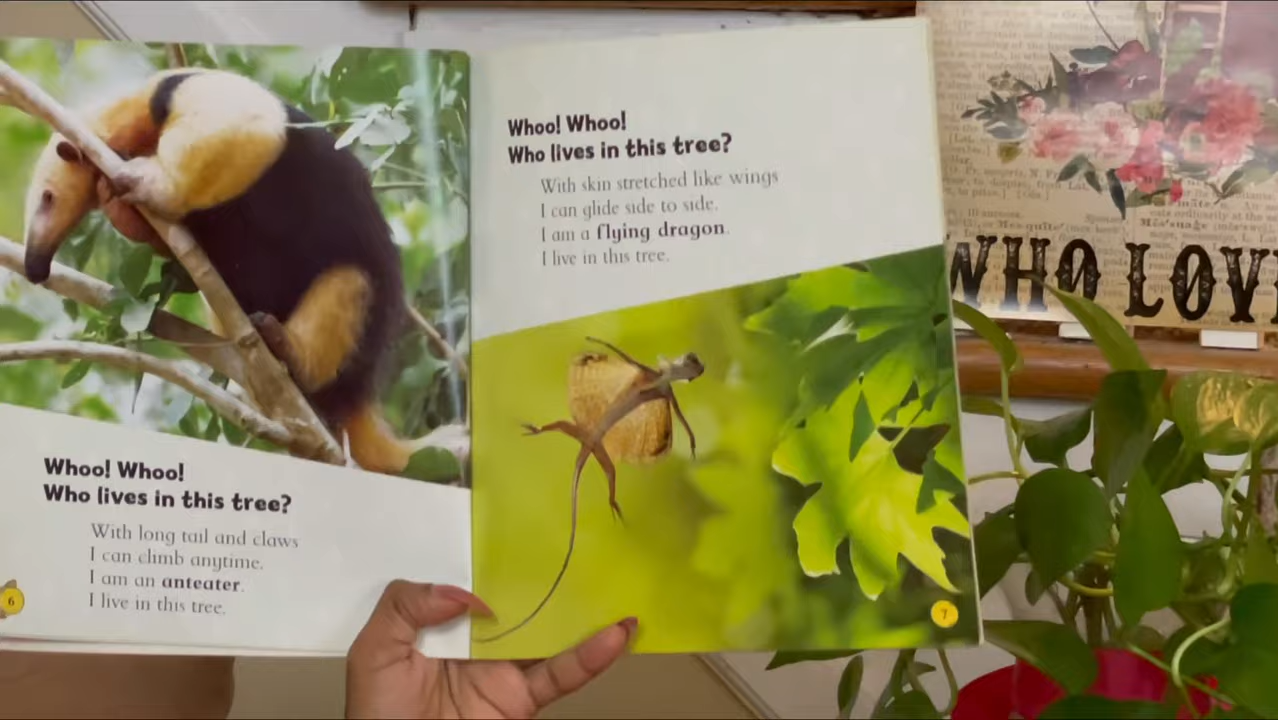 Whoo! Whoo!
Who lives in this tree?
With long tail and claws
I can climb anytime.
I am an anteater.
I live in this tree.
6
Whoo! Whoo!
Who lives in this tree?
With skin stretched like wings
I can glide side to side.
I am a flying dragon.
I live in this tree.
7
WHO LOV